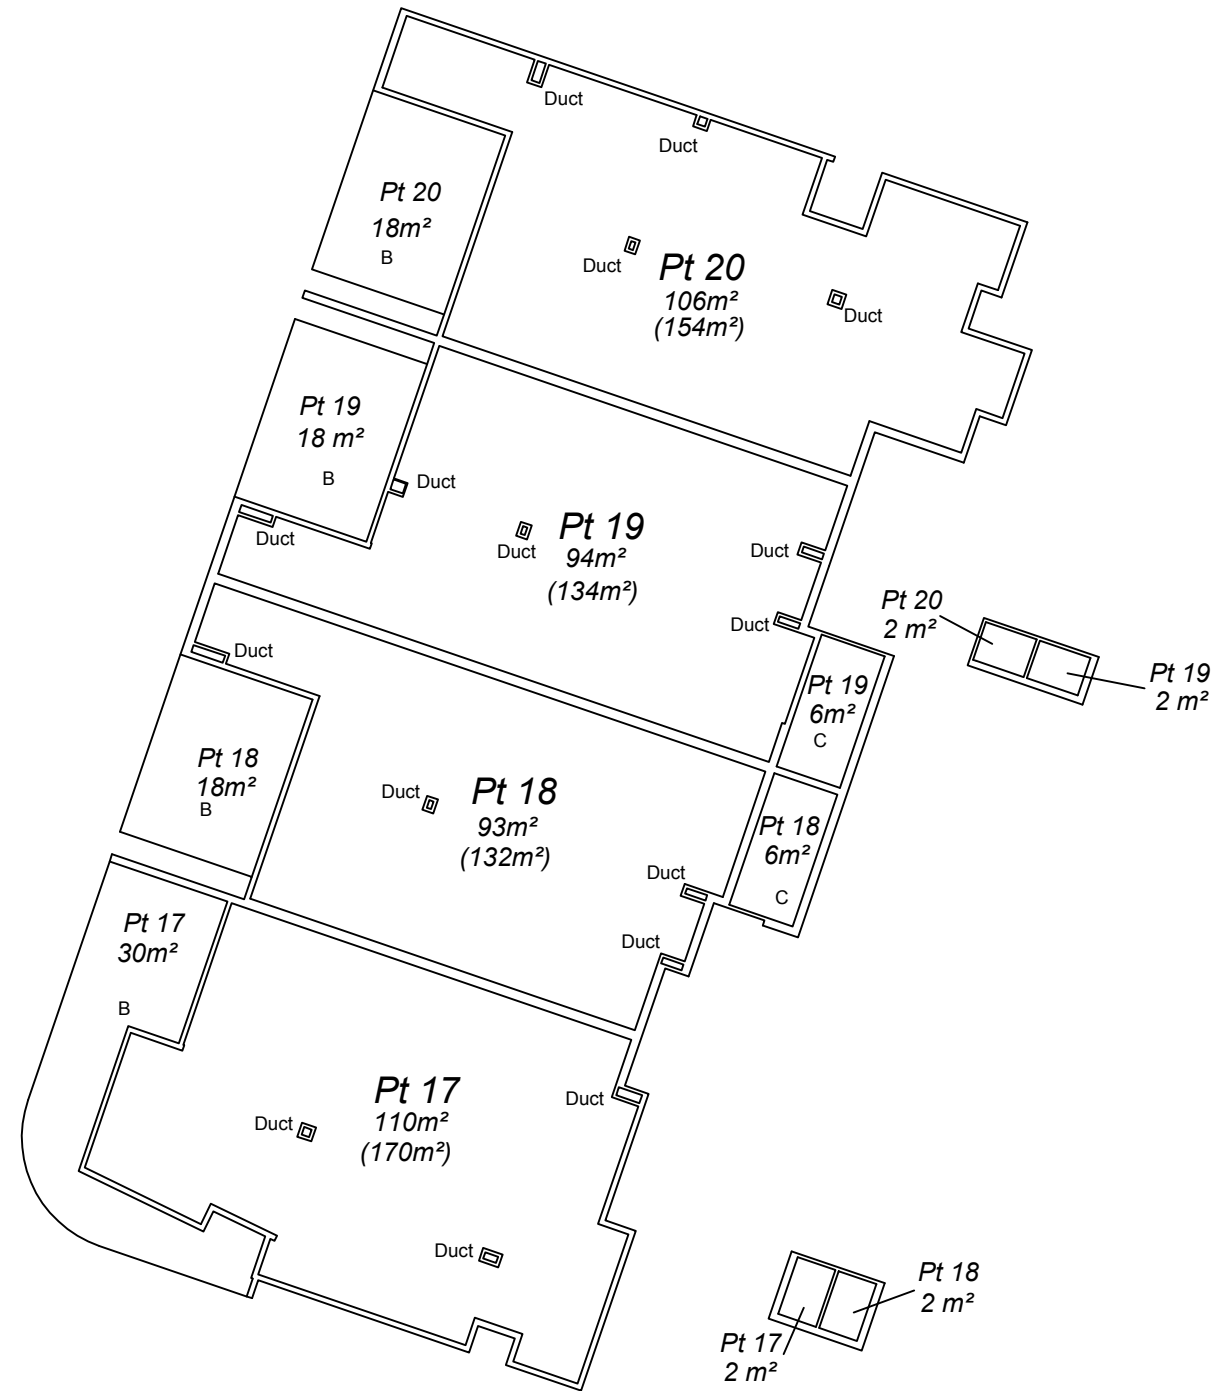 Duct
Duct
Pt 20
18m²
B
Duct
Pt 20
106m²
(154m²)
Duct
Pt 19
18 m²
B
Duct
Duct
Pt 19
94m²
(134m²)
Duct
Duct
Duct
Pt 20
2 m²
Pt 19
2 m²
Duct
Pt 19
6m²
C
Pt 18
18m²
B
Duct
Pt 18
93m²
(132m²)
Pt 18
6m²
C
Duct
Duct
Pt 17
30m²
B
Pt 17
110m²
(170m²)
Duct
Duct
Duct
Pt 18
2 m²
Pt 17
2 m²